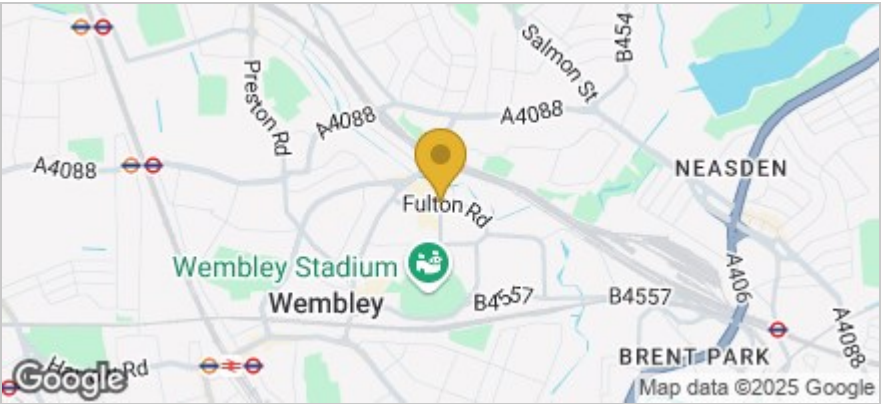 Salmon St
B454
Preston Rd
A4088
A4088
A4088
NEASDEN
Fulton Rd
Wembley Stadium
A406
Wembley
B4557
B4557
A4088
BRENT PARK
Rd
Google
Map data ©2025 Google